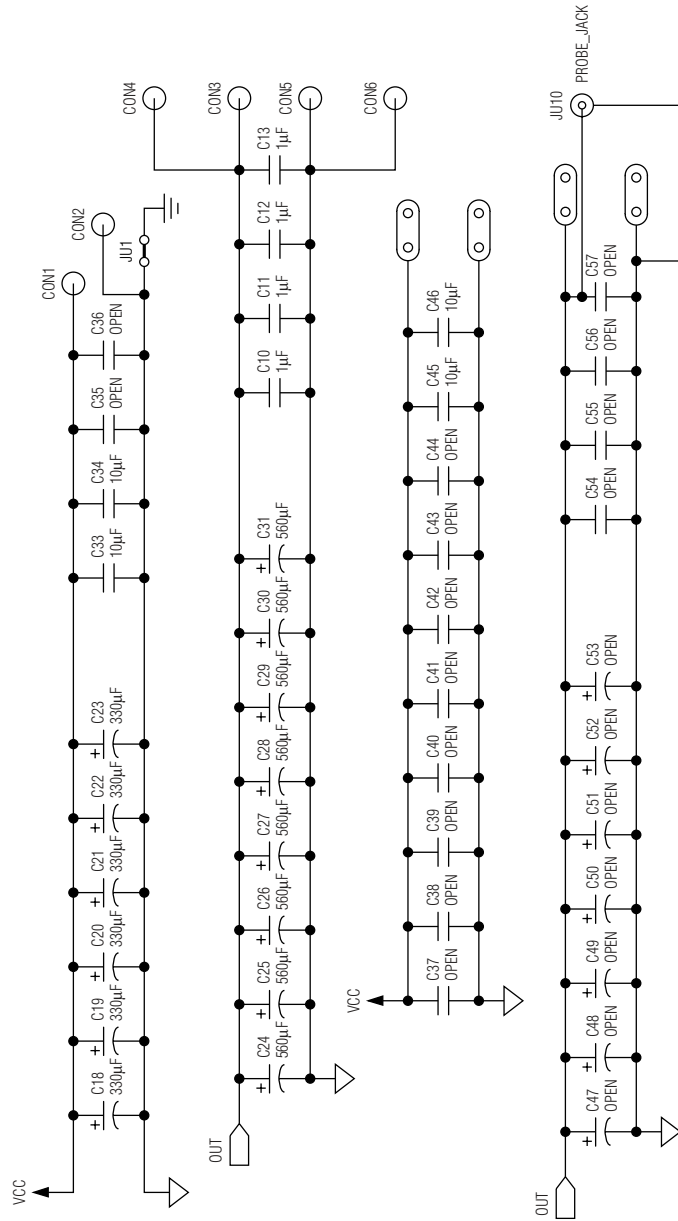 VCC
C18
330µF
C19
330µF
C20
330µF
C21
330µF
C22
330µF
C23
330µF
C33
10µF
C34
10µF
C35
OPEN
C36
OPEN
CON1
CON2
JU1
OUT
C24
560µF
C25
560µF
C26
560µF
C27
560µF
C28
560µF
C29
560µF
C30
560µF
C31
560µF
C10
1µF
C11
1µF
C12
1µF
C13
1µF
CON4
CON3
CON5
CON6
VCC
C37
OPEN
C38
OPEN
C39
OPEN
C40
OPEN
C41
OPEN
C42
OPEN
C43
OPEN
C44
OPEN
C45
10µF
C46
10µF
OUT
C47
OPEN
C48
OPEN
C49
OPEN
C50
OPEN
C51
OPEN
C52
OPEN
C53
OPEN
C54
OPEN
C55
OPEN
C56
OPEN
C57
OPEN
JU10
PROBE_JACK